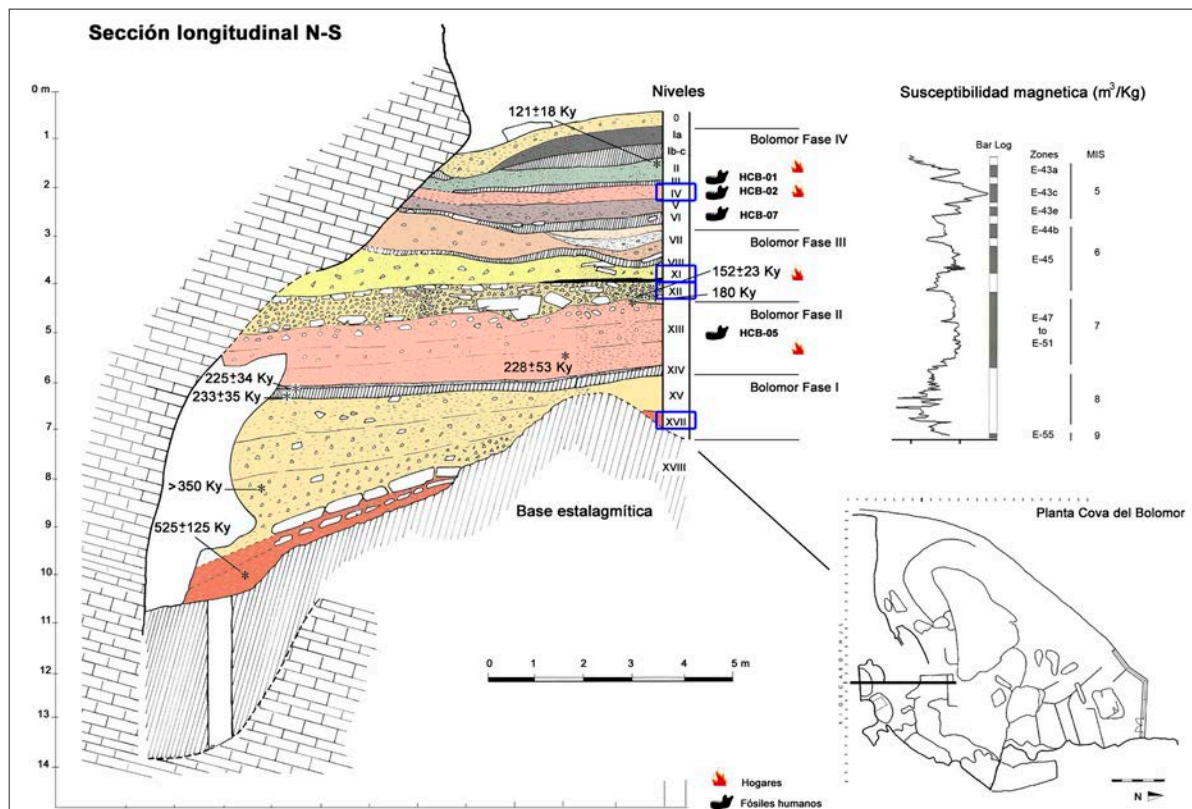 Sección longitudinal N-S
0 m
1
2
3
4
5
6
7
8
9
10
11
12
13
14
121±18 Ky
225±34 Ky
233±35 Ky
>350 Ky
525±125 Ky
228±53 Ky
152±23 Ky
180 Ky
Base estalagmítica
0 1 2 3 4 5 m
Niveles
0
Ia
Ib-c
II
III
IV
V
VI
VII
VIII
XI
XII
XIII
XIV
XV
XVII
XVIII
Bolomor Fase IV
HCB-01
HCB-02
HCB-07
Bolomor Fase III
Bolomor Fase II
HCB-05
Bolomor Fase I
Hogares
Fósiles humanos
Susceptibilidad magnetica (m³/Kg)
Bar Log
Zones
MIS
E-43a
E-43c
E-43e
E-44b
E-45
E-47
to
E-51
E-55
5
6
7
8
9
Planta Cova del Bolomor
N